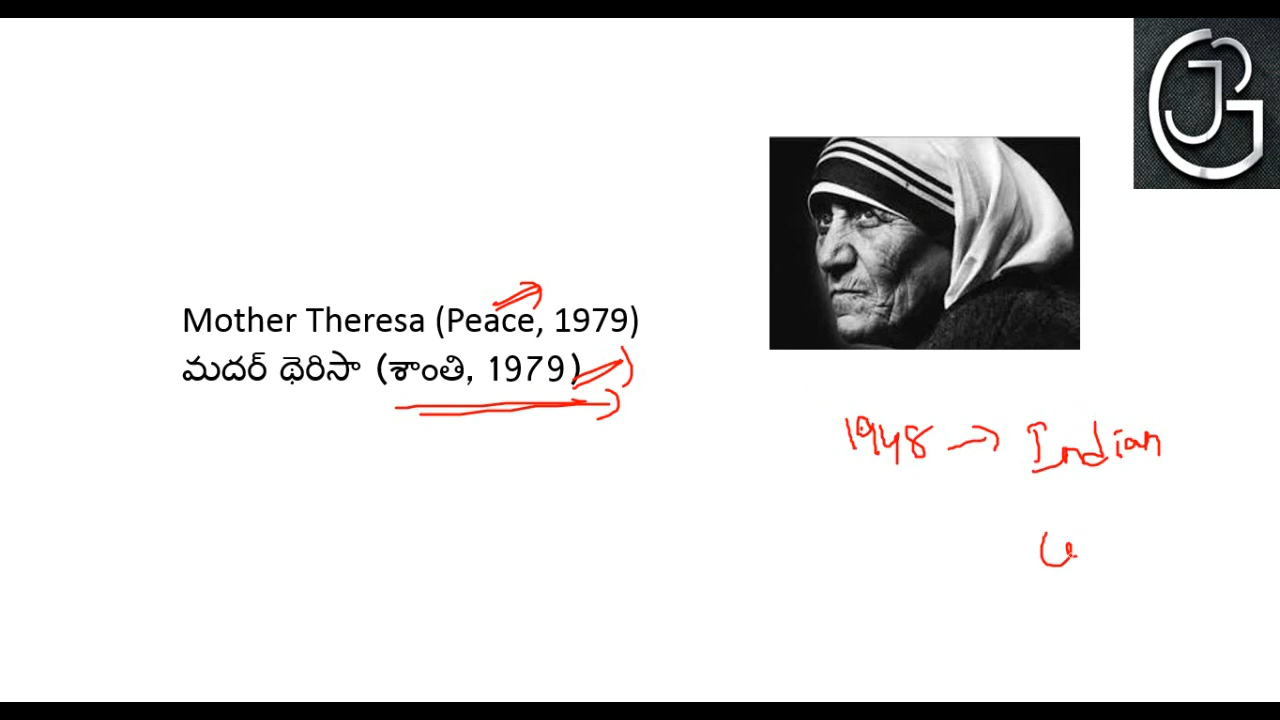 Mother Theresa (Peace, 1979)
మదర్ థెరిసా (శాంతి, 1979)
1948 → Indian